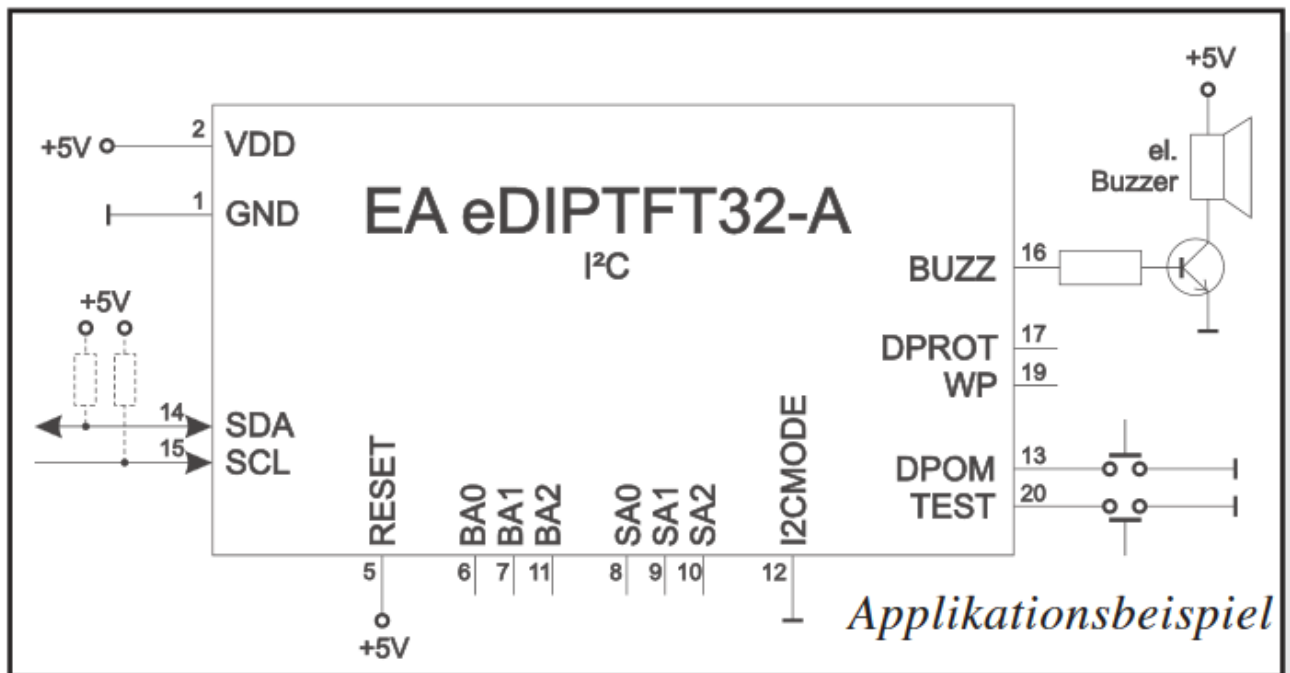 +5V
el.
Buzzer
+5V
2
VDD
1
GND
EA eDIPTFT32-A
I²C
BUZZ
16
+5V
DPROT
17
WP
19
14
SDA
15
SCL
DPOM
13
TEST
20
RESET
BA0
BA1
BA2
SA0
SA1
SA2
I2CMODE
5
6
7
11
8
9
10
12
+5V
Applikationsbeispiel